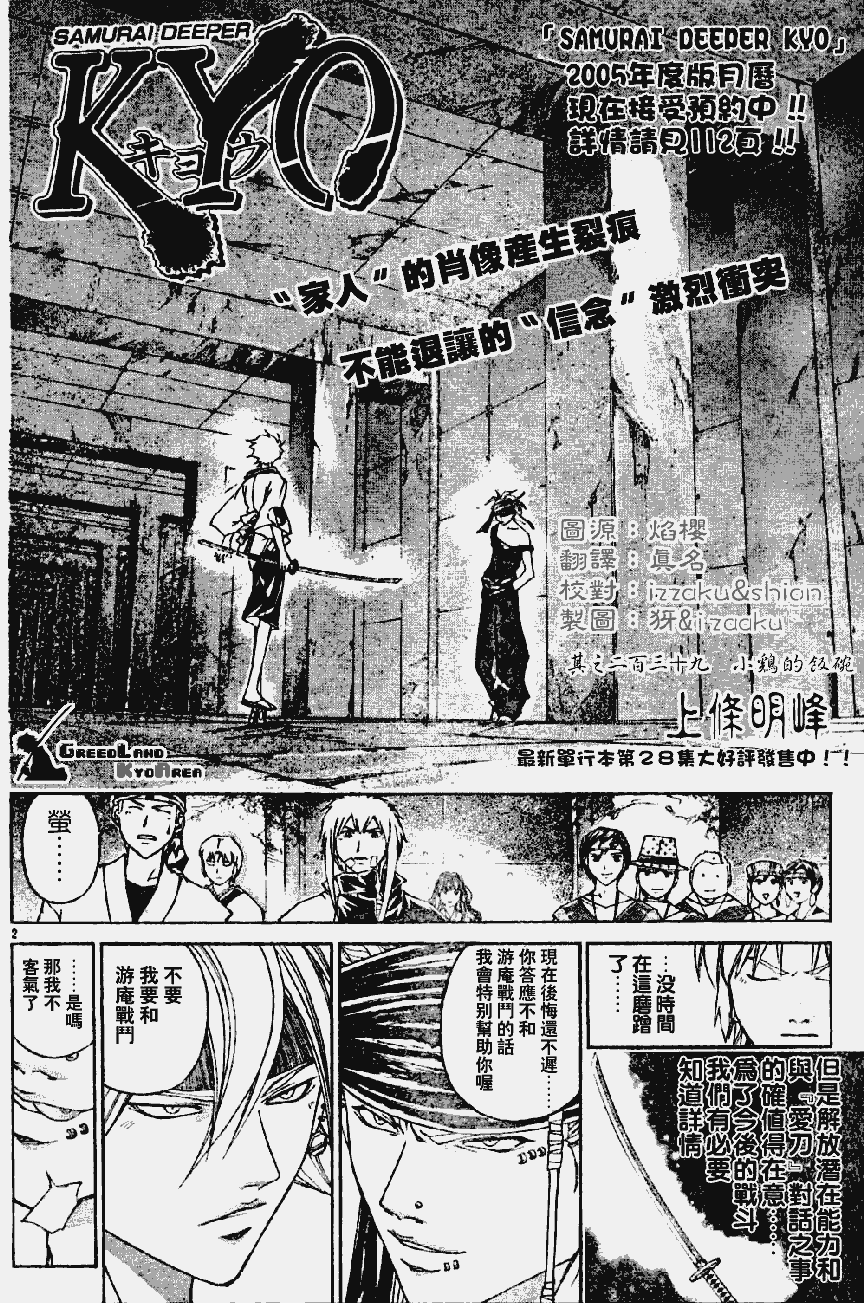 SAMURAI DEEPER
KYO
キョウ
「SAMURAI DEEPER KYO」
2005年度版月曆
現在接受預約中！！
詳情請見112頁！！
“家人”的肖像產生裂痕
不能退讓的“信念”激烈衝突
圖源：焰櫻
翻譯：真名
校對：izzaku&shian
製圖：犽&izaaku
其之二百三十九　小鷄的飯碗
上條明峰
最新單行本第28集大好評發售中！！
GREEDLAND
KYOAREA
螢……
2
…沒時間
在這磨蹭
了……
但是解放潛在能力和
與『愛刀』對話之事
的確值得在意……
為了今後的戰斗
我們有必要
知道詳情
現在後悔還不遲……
你答應不和
游庵戰鬥的話
我會特別幫助你喔
不要
我要和
游庵戰鬥
……是嗎
那我不
客氣了